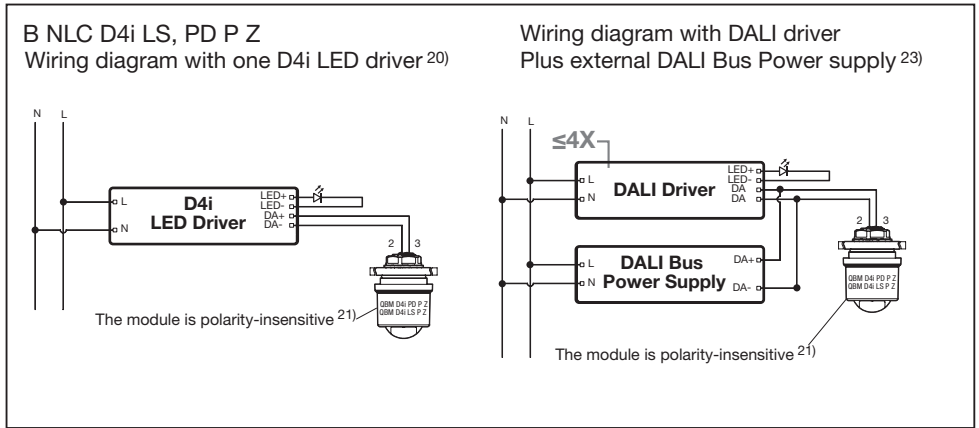 B NLC D4i LS, PD P Z
Wiring diagram with one D4i LED driver 20)
N L
L
N
D4i
LED Driver
LED+
LED-
DA+
DA-
2 3
QBM D4i PD P Z
QBM D4i LS P Z
The module is polarity-insensitive 21)
Wiring diagram with DALI driver
Plus external DALI Bus Power supply 23)
N L
≤4X
L
N
DALI Driver
LED+
LED-
DA
DA
2 3
L
N
DALI Bus
Power Supply
DA+
DA-
QBM D4i PD P Z
QBM D4i LS P Z
The module is polarity-insensitive 21)